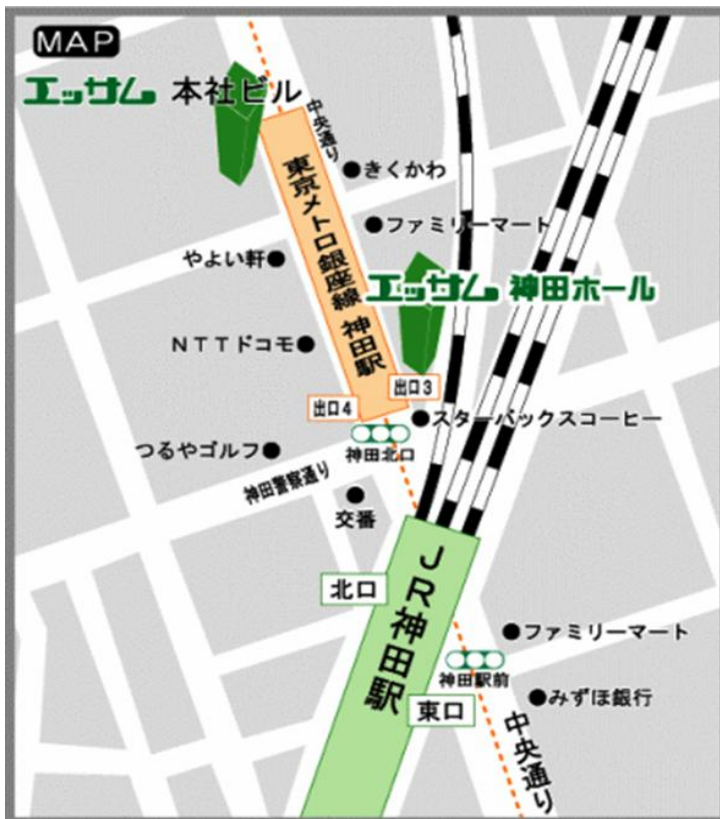 MAP
エッサム 本社ビル
中央通り
きくかわ
東京メトロ銀座線 神田駅
ファミリーマート
やよい軒
エッサム 神田ホール
NTTドコモ
出口3
出口4
スターバックスコーヒー
神田北口
つるやゴルフ
神田警察通り
交番
JR神田駅
北口
ファミリーマート
神田駅前
みずほ銀行
東口
中央通り